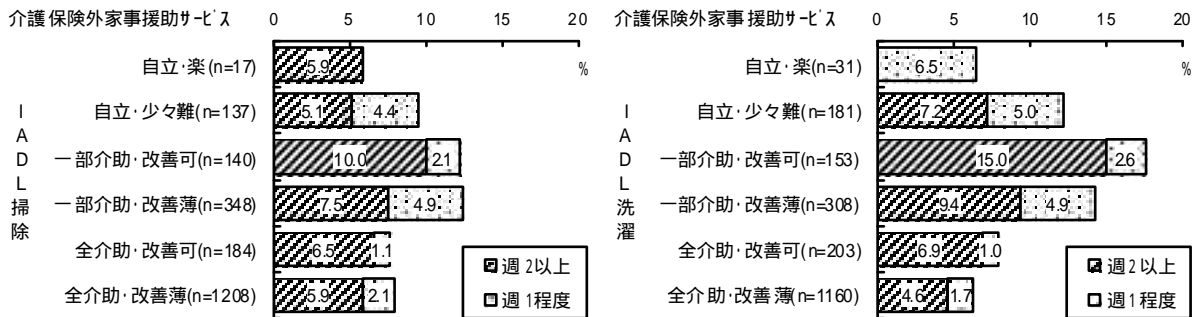 介護保険外家事援助ｻｰﾋﾞｽ
0 5 10 15 20
%
IADL掃除
自立･楽(n=17) 5.9
自立･少々難(n=137) 5.1 4.4
一部介助･改善可(n=140) 10.0 2.1
一部介助･改善薄(n=348) 7.5 4.9
全介助･改善可(n=184) 6.5 1.1
全介助･改善薄(n=1208) 5.9 2.1
週2以上
週1程度
介護保険外家事援助ｻｰﾋﾞｽ
0 5 10 15 20
%
IADL洗濯
自立･楽(n=31) 6.5
自立･少々難(n=181) 7.2 5.0
一部介助･改善可(n=153) 15.0 2.6
一部介助･改善薄(n=308) 9.4 4.9
全介助･改善可(n=203) 6.9 1.0
全介助･改善薄(n=1160) 4.6 1.7
週2以上
週1程度